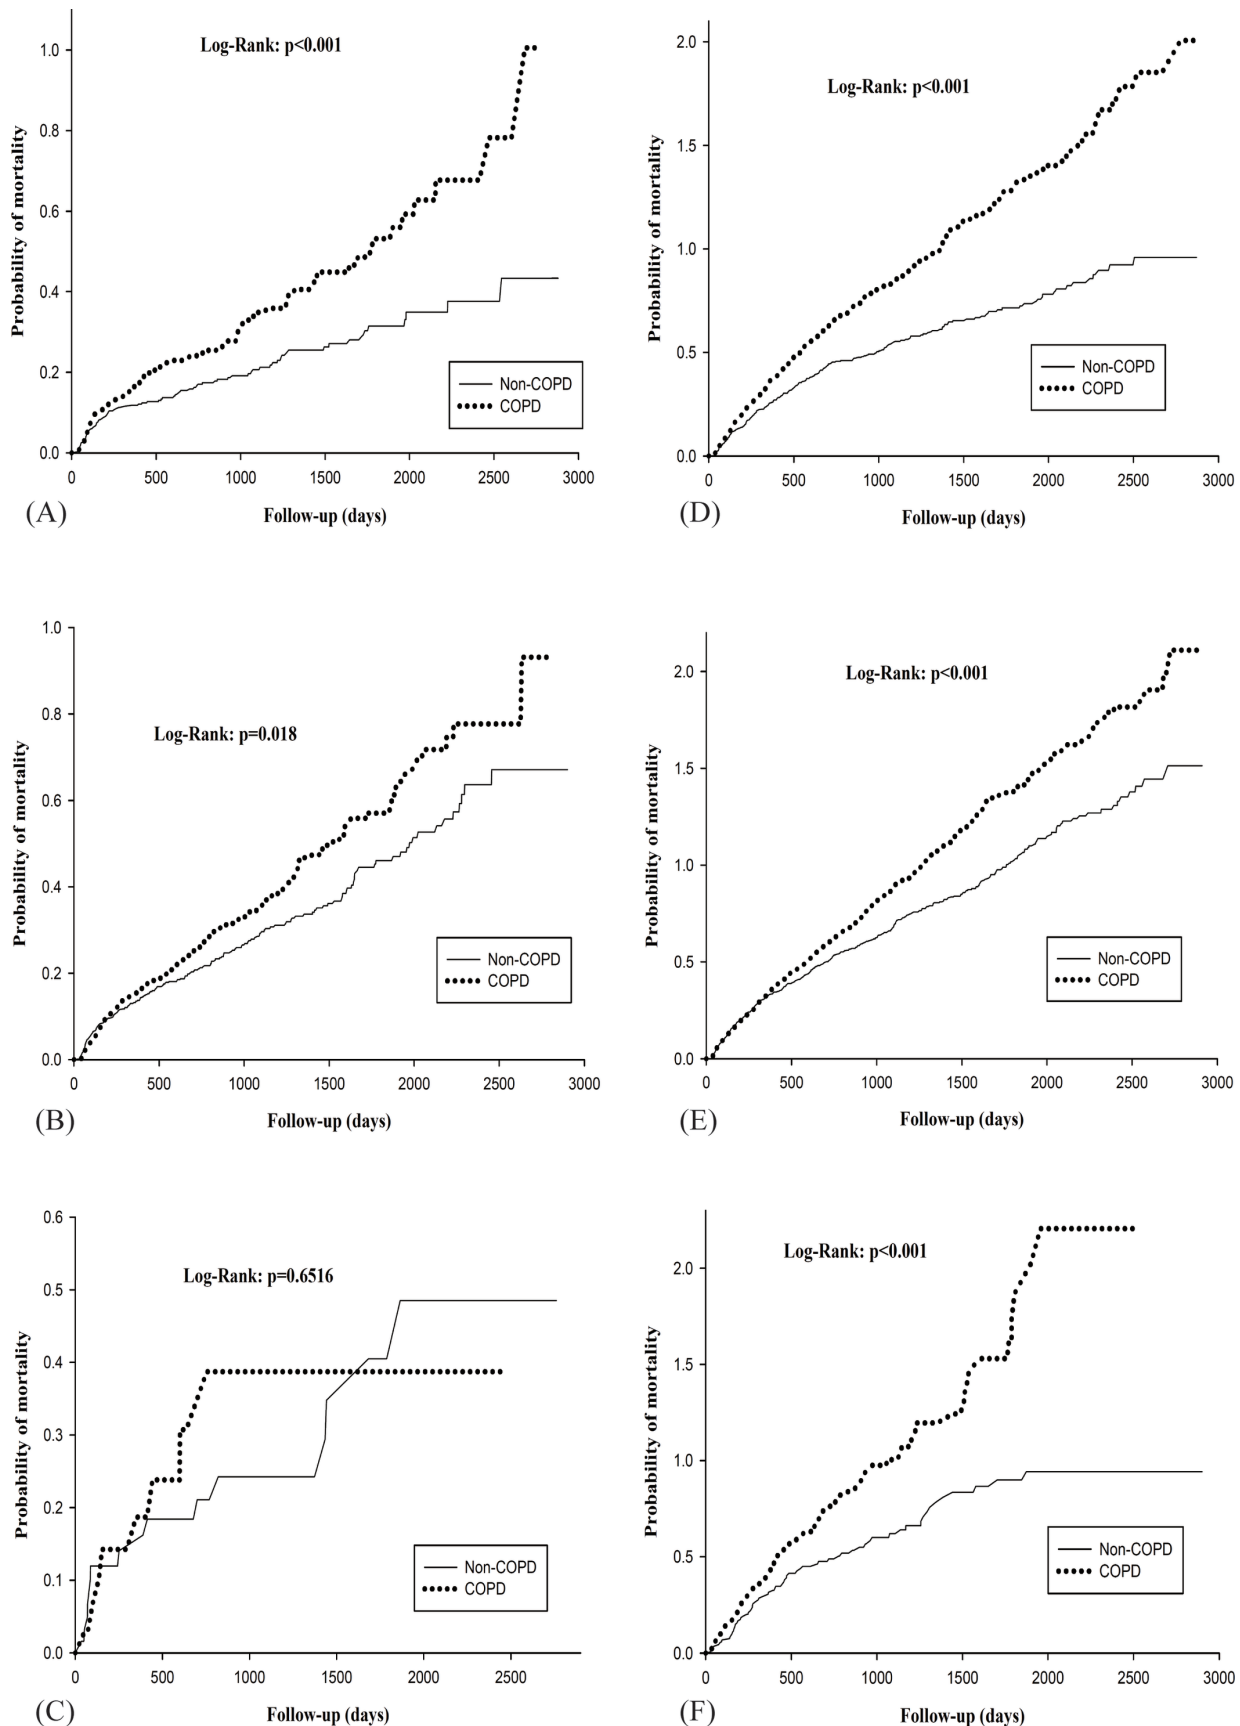 Log-Rank: p<0.001
Probability of mortality
1.0
0.8
0.6
0.4
0.2
0.0
Non-COPD
COPD
0 500 1000 1500 2000 2500 3000
(A)
Follow-up (days)
Log-Rank: p<0.001
Probability of mortality
2.0
1.5
1.0
0.5
0.0
Non-COPD
COPD
0 500 1000 1500 2000 2500 3000
(D)
Follow-up (days)
Log-Rank: p=0.018
Probability of mortality
1.0
0.8
0.6
0.4
0.2
0.0
Non-COPD
COPD
0 500 1000 1500 2000 2500 3000
(B)
Follow-up (days)
Log-Rank: p<0.001
Probability of mortality
2.0
1.5
1.0
0.5
0.0
Non-COPD
COPD
0 500 1000 1500 2000 2500 3000
(E)
Follow-up (days)
Log-Rank: p=0.6516
Probability of mortality
0.6
0.5
0.4
0.3
0.2
0.1
0.0
Non-COPD
COPD
0 500 1000 1500 2000 2500
(C)
Follow-up (days)
Log-Rank: p<0.001
Probability of mortality
2.0
1.5
1.0
0.5
0.0
Non-COPD
COPD
0 500 1000 1500 2000 2500 3000
(F)
Follow-up (days)